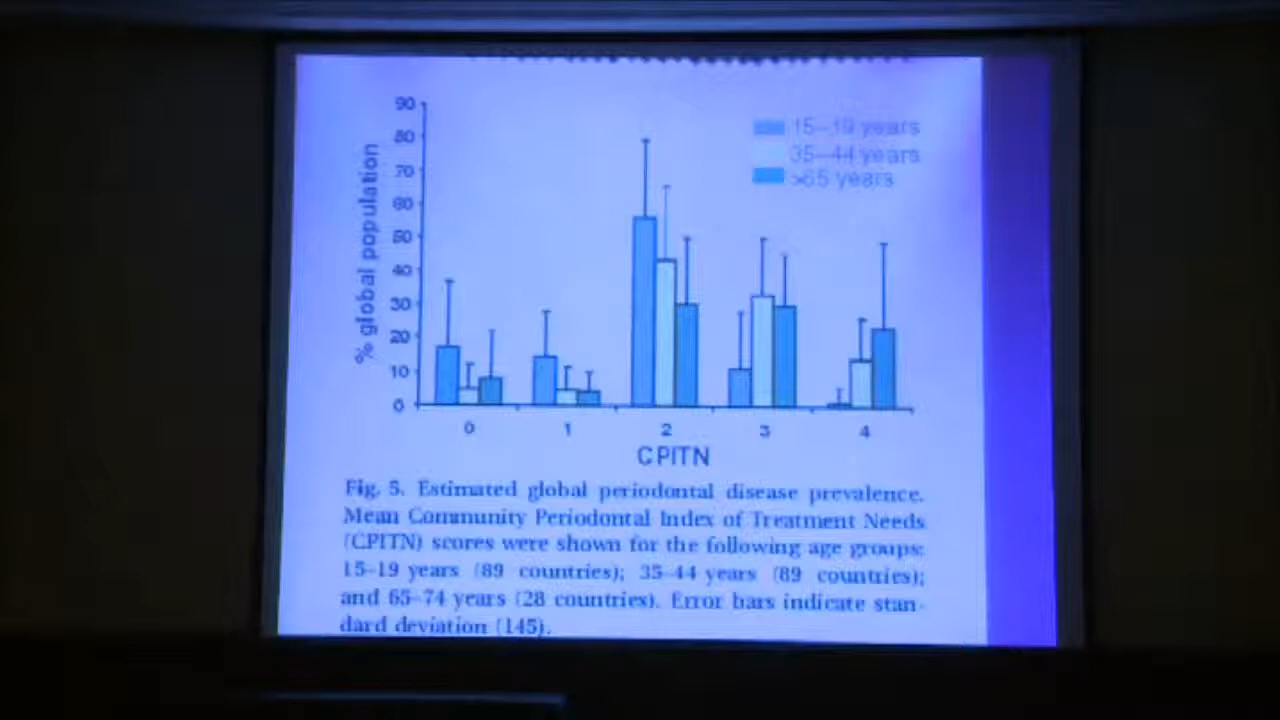 90
80
70
60
50
40
30
20
10
0
% global population
15–19 years
35–44 years
>65 years
0 1 2 3 4
CPITN
Fig. 5. Estimated global periodontal disease prevalence.
Mean Community Periodontal Index of Treatment Needs
(CPITN) scores were shown for the following age groups:
15–19 years (89 countries); 35–44 years (89 countries);
and 65–74 years (28 countries). Error bars indicate stan-
dard deviation (145).